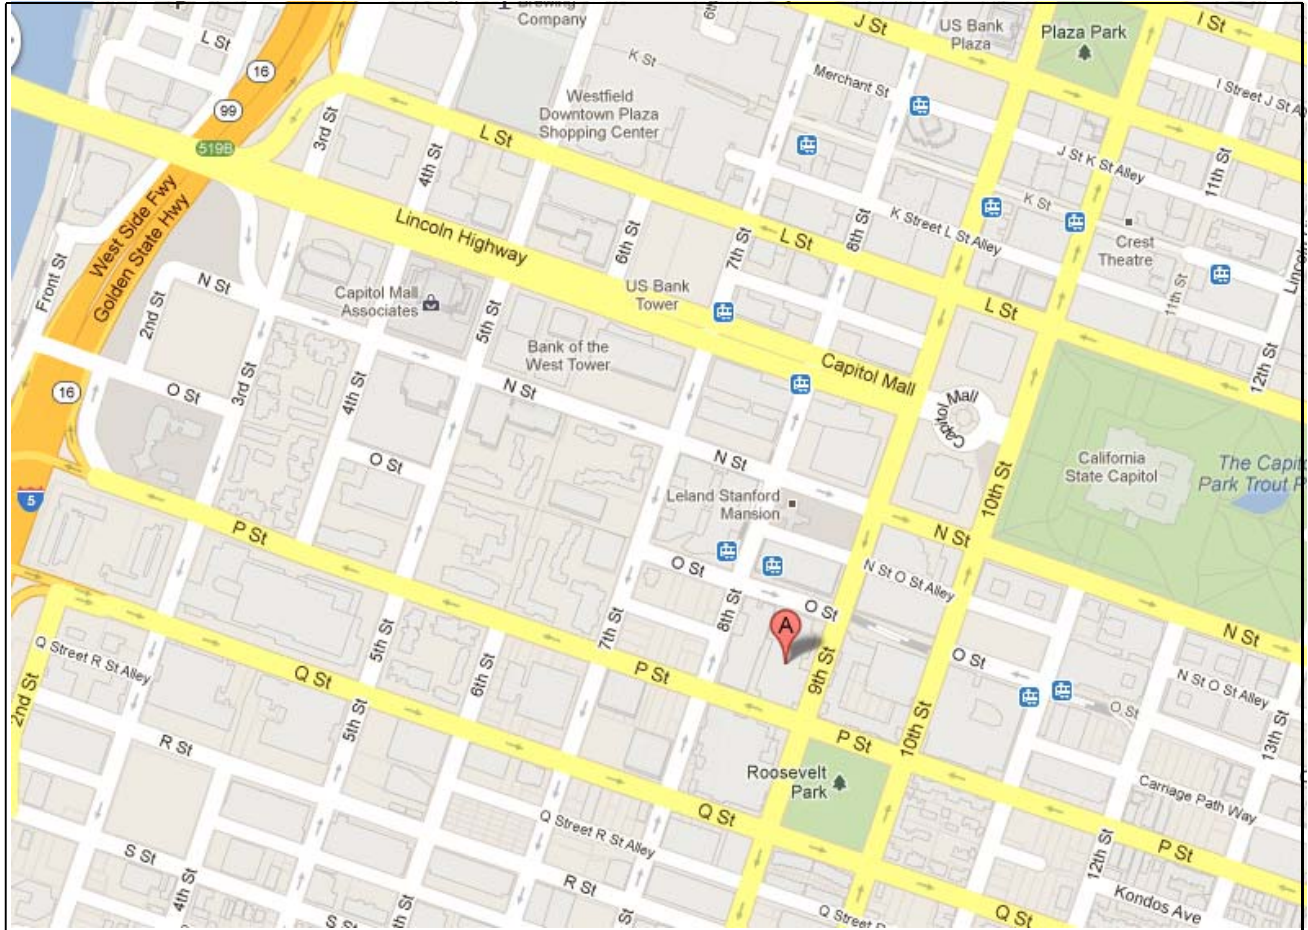 Brewing
Company
J St
US Bank
Plaza
Plaza Park
I St
L St
16
K St
Merchant St
I Street J St A
99
Westfield
Downtown Plaza
Shopping Center
3rd St
L St
519B
4th St
J St K St Alley
11th St
West Side Fwy
Golden State Hwy
Lincoln Highway
6th St
7th St
L St
8th St
K Street L St Alley
K St
Crest
Theatre
Front St
N St
2nd St
Capitol Mall
Associates
5th St
US Bank
Tower
L St
11th St
Bank of the
West Tower
Capitol Mall
Capitol Mall
12th St
16
O St
3rd St
4th St
N St
O St
N St
California
State Capitol
10th St
5
Leland Stanford
Mansion
P St
N St
N St O St Alley
O St
O St
8th St
7th St
A
9th St
N St
O St
N St O St Alley
O St
5th St
Q Street R St Alley
Q St
6th St
P St
2nd St
5th St
10th St
P St
13th St
R St
Roosevelt
Park
Carriage Path Way
Q St
Q Street R St Alley
12th St
P St
S St
4th St
R St
Kondos Ave
Q St